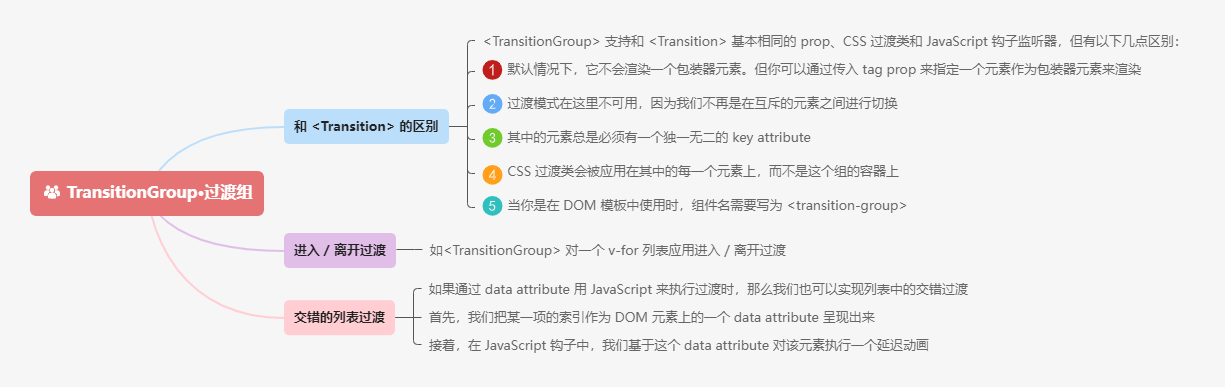 TransitionGroup•过渡组
和 <Transition> 的区别
<TransitionGroup> 支持和 <Transition> 基本相同的 prop、CSS 过渡类和 JavaScript 钩子监听器，但有以下几点区别：
1 默认情况下，它不会渲染一个包装器元素。但你可以通过传入 tag prop 来指定一个元素作为包装器元素来渲染
2 过渡模式在这里不可用，因为我们不再是在互斥的元素之间进行切换
3 其中的元素总是必须有一个独一无二的 key attribute
4 CSS 过渡类会被应用在其中的每一个元素上，而不是这个组的容器上
5 当你是在 DOM 模板中使用时，组件名需要写为 <transition-group>
进入 / 离开过渡
如<TransitionGroup> 对一个 v-for 列表应用进入 / 离开过渡
交错的列表过渡
如果通过 data attribute 用 JavaScript 来执行过渡时，那么我们也可以实现列表中的交错过渡
首先，我们把某一项的索引作为 DOM 元素上的一个 data attribute 呈现出来
接着，在 JavaScript 钩子中，我们基于这个 data attribute 对该元素执行一个延迟动画